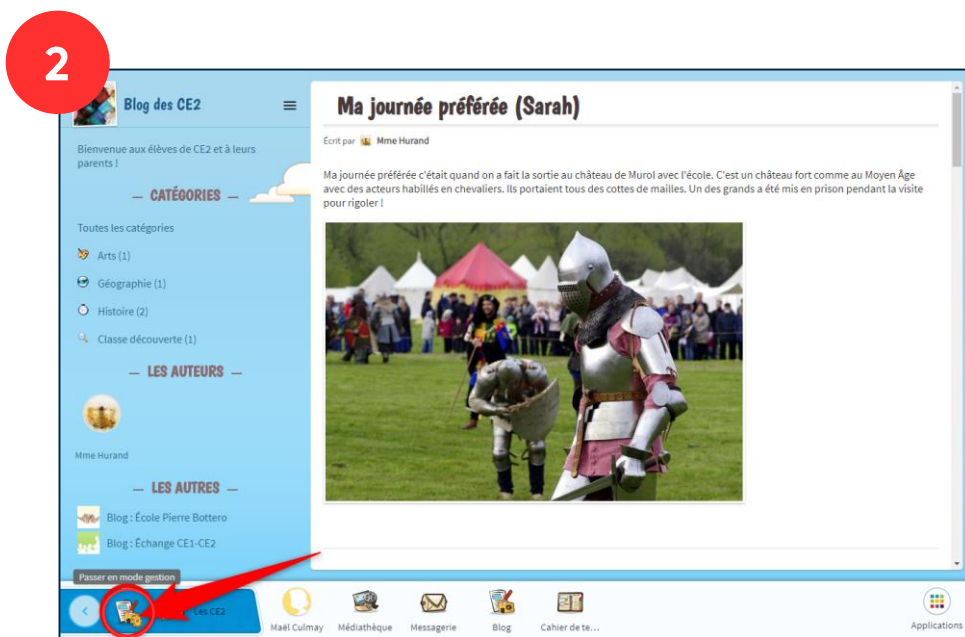 2
Blog des CE2
Bienvenue aux élèves de CE2 et à leurs
parents !
— CATÉGORIES —
Toutes les catégories
Arts (1)
Géographie (1)
Histoire (2)
Classe découverte (1)
— LES AUTEURS —
Mme Hurand
— LES AUTRES —
Blog : École Pierre Bottero
Blog : Échange CE1-CE2
Ma journée préférée (Sarah)
Écrit par Mme Hurand
Ma journée préférée c'était quand on a fait la sortie au château de Murol avec l'école. C'est un château fort comme au Moyen Âge
avec des acteurs habillés en chevaliers. Ils portaient tous des cottes de mailles. Un des grands a été mis en prison pendant la visite
pour rigoler !
Passer en mode gestion
Les CE2
Maël Culmay
Médiathèque
Messagerie
Blog
Cahier de te...
Applications